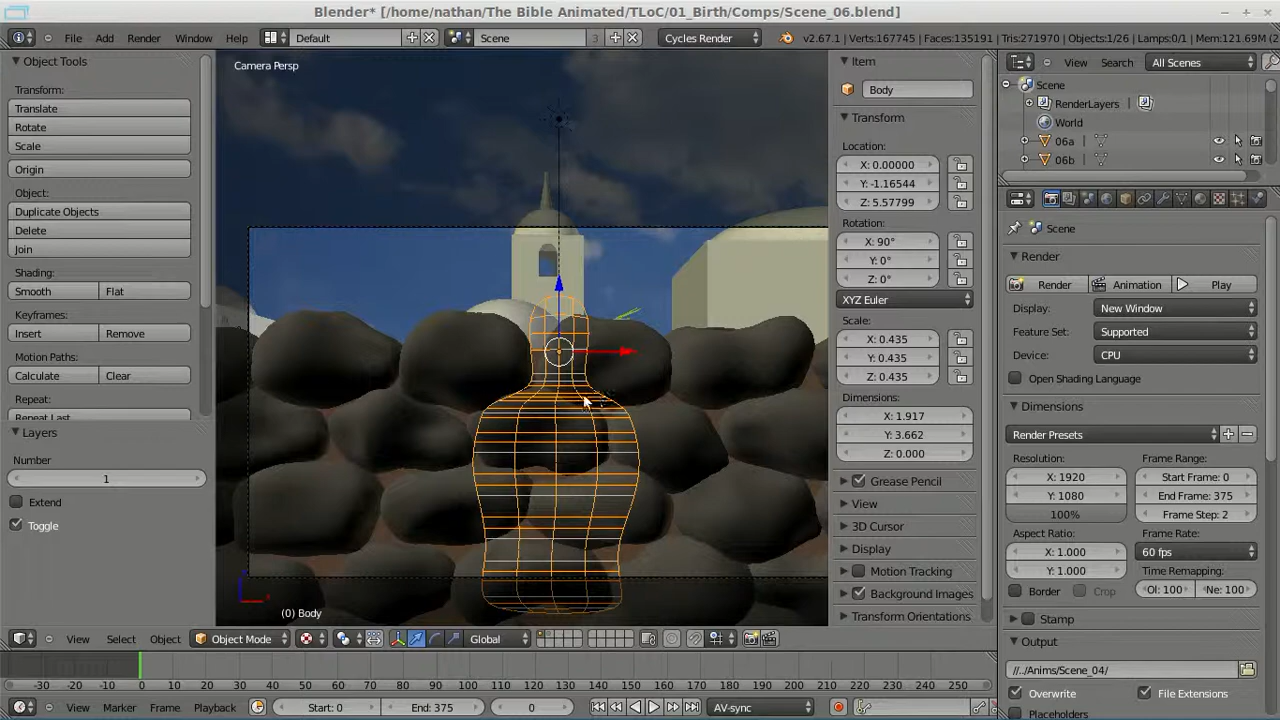 Blender* [/home/nathan/The Bible Animated/TLoC/01_Birth/Comps/Scene_06.blend]
File Add Render Window Help Default Scene 3 Cycles Render v2.67.1 | Verts:167745 | Faces:135191 | Tris:271970 | Objects:1/26 | Lamps:0/1 | Mem:121.69M (2
Object Tools
Transform:
Translate
Rotate
Scale
Origin
Object:
Duplicate Objects
Delete
Join
Shading:
Smooth Flat
Keyframes:
Insert Remove
Motion Paths:
Calculate Clear
Repeat:
Repeat Last
Layers
Number
1
Extend
Toggle
Camera Persp
(0) Body
Item
Body
Transform
Location:
X: 0.00000
Y: -1.16544
Z: 5.57799
Rotation:
X: 90°
Y: 0°
Z: 0°
XYZ Euler
Scale:
X: 0.435
Y: 0.435
Z: 0.435
Dimensions:
X: 1.917
Y: 3.662
Z: 0.000
Grease Pencil
View
3D Cursor
Display
Motion Tracking
Background Images
Transform Orientations
View Search All Scenes
Scene
RenderLayers
World
06a
06b
Scene
Render
Render Animation Play
Display: New Window
Feature Set: Supported
Device: CPU
Open Shading Language
Dimensions
Render Presets
Resolution: Frame Range:
X: 1920 Start Frame: 0
Y: 1080 End Frame: 375
100% Frame Step: 2
Aspect Ratio: Frame Rate:
X: 1.000 60 fps
Y: 1.000 Time Remapping:
Border Crop Ol: 100 Ne: 100
Stamp
Output
//../Anims/Scene_04/
Overwrite File Extensions
Placeholders
View Select Object Object Mode Global
-30 -20 -10 0 10 20 30 40 50 60 70 80 90 100 110 120 130 140 150 160 170 180 190 200 210 220 230 240 250
View Marker Frame Playback Start: 0 End: 375 0 AV-sync